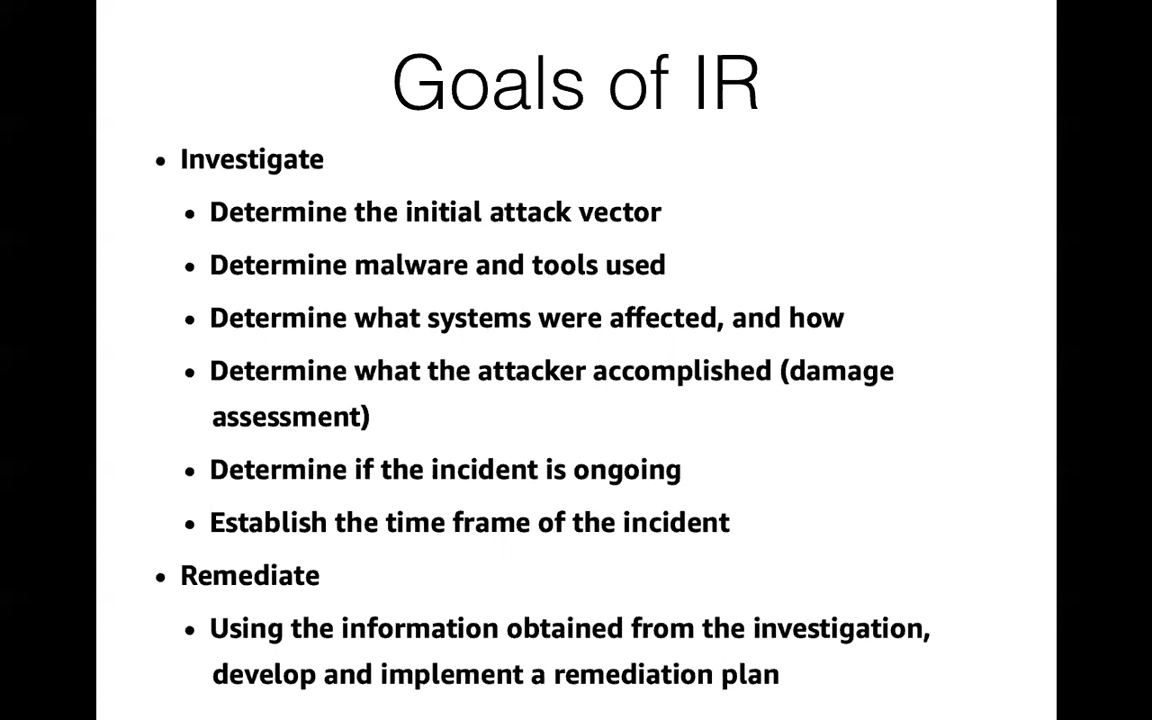 Goals of IR
• Investigate
• Determine the initial attack vector
• Determine malware and tools used
• Determine what systems were affected, and how
• Determine what the attacker accomplished (damage
assessment)
• Determine if the incident is ongoing
• Establish the time frame of the incident
• Remediate
• Using the information obtained from the investigation,
develop and implement a remediation plan